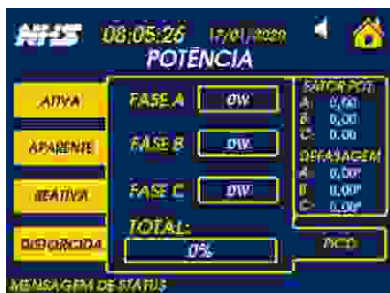 NHS 08:05:26 17/01/2020
POTÊNCIA
ATIVA
APARENTE
REATIVA
DISTORCIDA
FASE A 0W
FASE B 0W
FASE C 0W
TOTAL:
0%
FATOR POT.
A: 0,00
B: 0,00
C: 0,00
DEFASAGEM
A: 0,00°
B: 0,00°
C: 0,00°
PICO
MENSAGEM DE STATUS